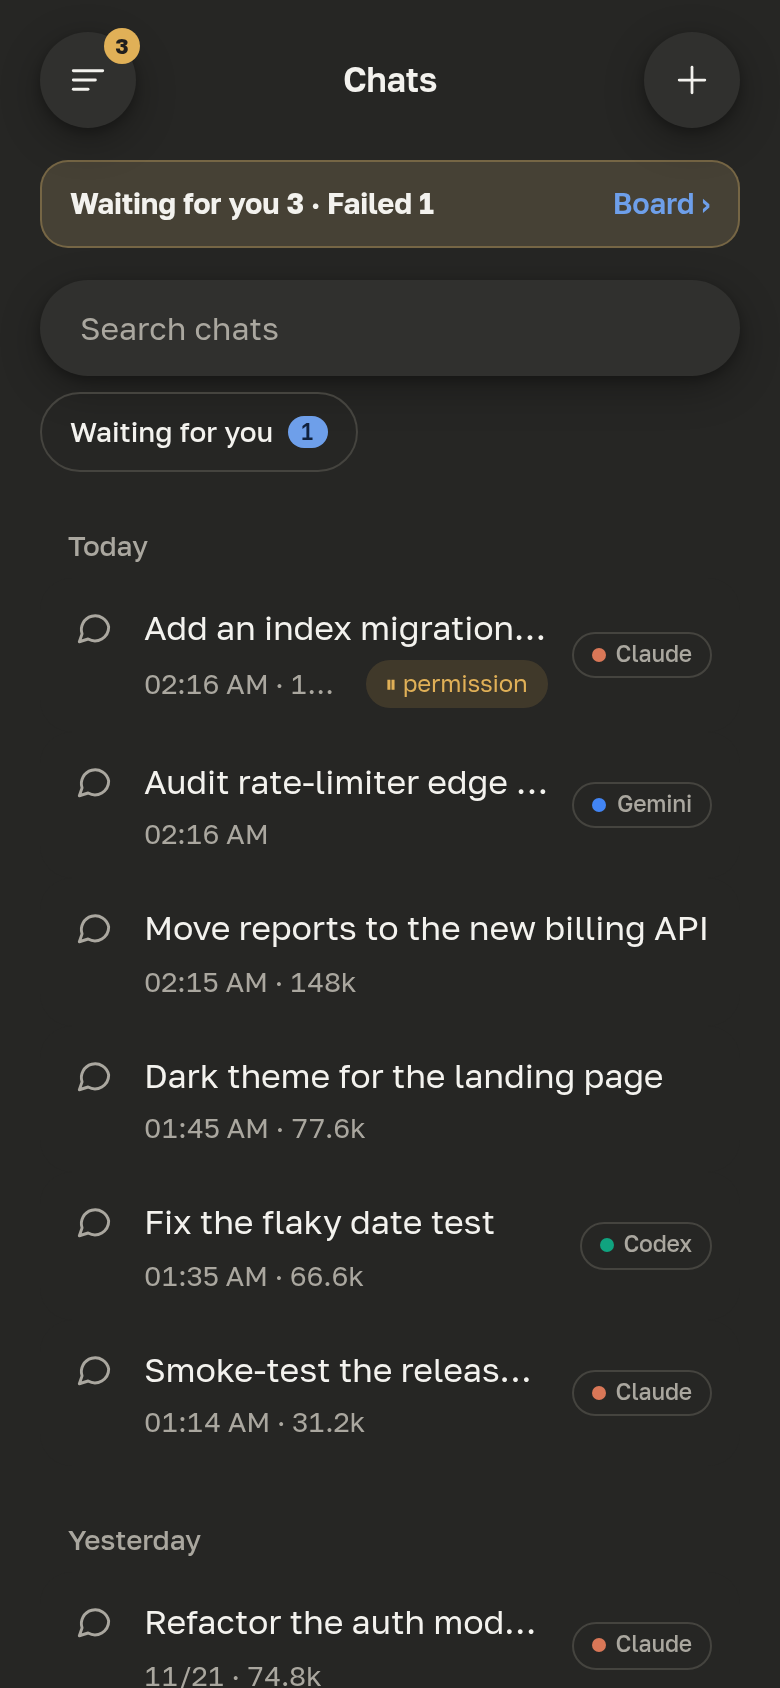 3
Chats
Waiting for you 3 · Failed 1
Board ›
Search chats
Waiting for you 1
Today
Add an index migration...
Claude
02:16 AM · 1...
permission
Audit rate-limiter edge ...
Gemini
02:16 AM
Move reports to the new billing API
02:15 AM · 148k
Dark theme for the landing page
01:45 AM · 77.6k
Fix the flaky date test
Codex
01:35 AM · 66.6k
Smoke-test the releas...
Claude
01:14 AM · 31.2k
Yesterday
Refactor the auth mod...
Claude
11/21 · 74.8k